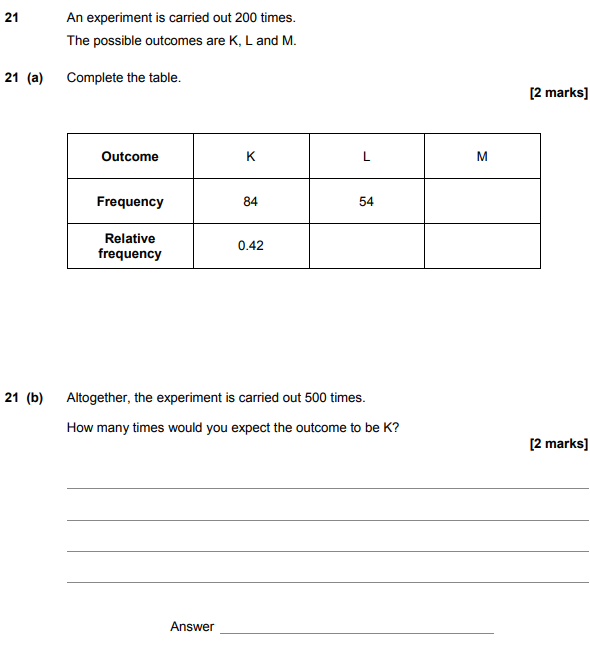 21 An experiment is carried out 200 times.
The possible outcomes are K, L and M.
21 (a) Complete the table.
[2 marks]
Outcome K L M
Frequency 84 54
Relative
frequency 0.42
21 (b) Altogether, the experiment is carried out 500 times.
How many times would you expect the outcome to be K?
[2 marks]
Answer